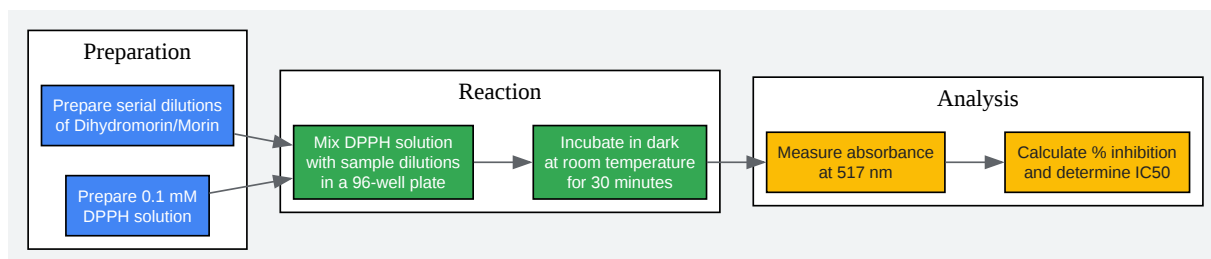 Preparation
Prepare serial dilutions
of Dihydromorin/Morin
Prepare 0.1 mM
DPPH solution
Reaction
Mix DPPH solution
with sample dilutions
in a 96-well plate
Incubate in dark
at room temperature
for 30 minutes
Analysis
Measure absorbance
at 517 nm
Calculate % inhibition
and determine IC50